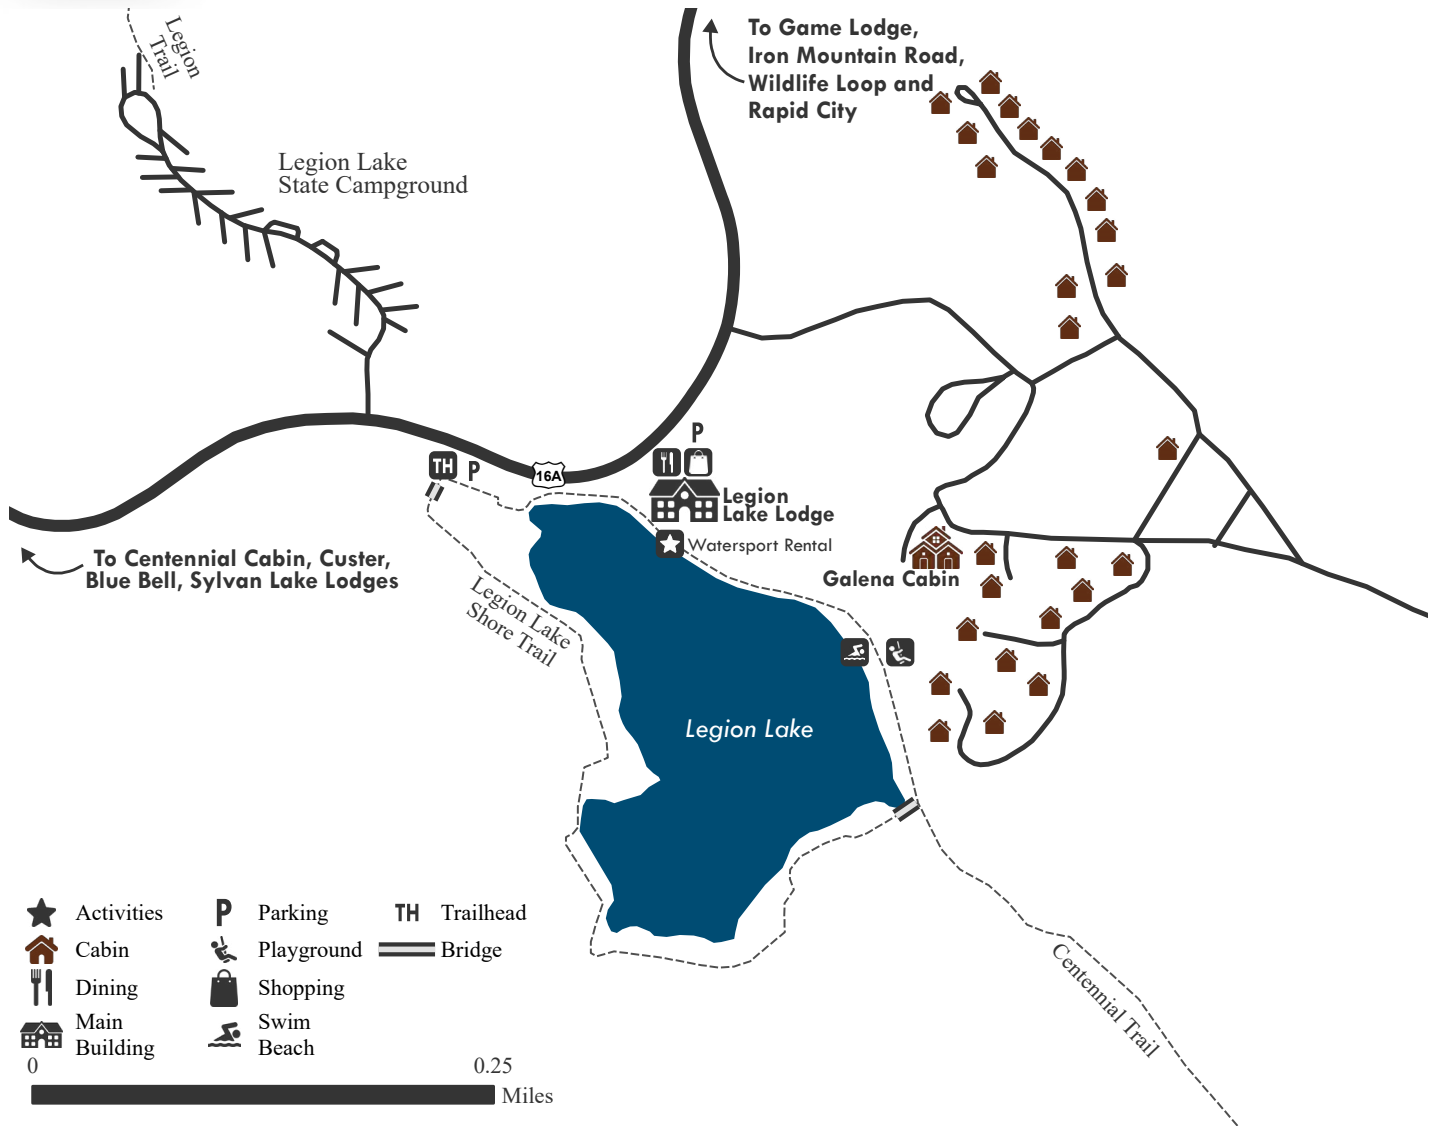 Legion
Trail
To Game Lodge,
Iron Mountain Road,
Wildlife Loop and
Rapid City
Legion Lake
State Campground
P
TH
P
16A
Legion
Lake Lodge
Watersport Rental
To Centennial Cabin, Custer,
Blue Bell, Sylvan Lake Lodges
Galena Cabin
Legion Lake
Shore Trail
Legion Lake
Centennial Trail
Activities
P
Parking
TH
Trailhead
Cabin
Playground
Bridge
Dining
Shopping
Main
Building
Swim
Beach
0
0.25
Miles